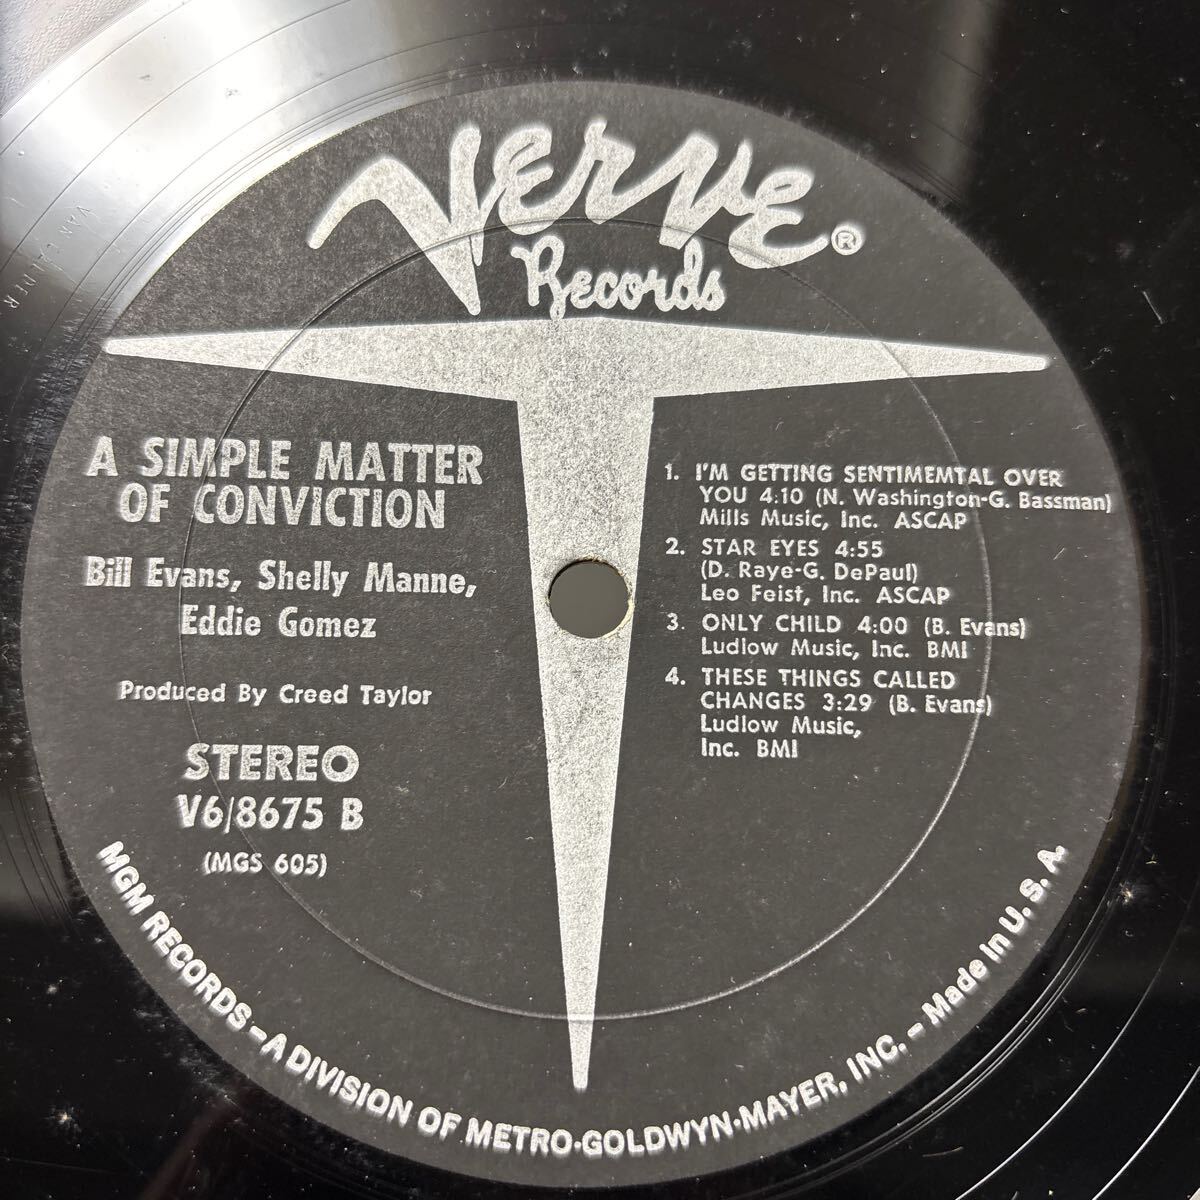 Verve®
Records
A SIMPLE MATTER
OF CONVICTION
Bill Evans, Shelly Manne,
Eddie Gomez
Produced By Creed Taylor
STEREO
V6/8675 B
(MGS 605)
1. I'M GETTING SENTIMEMTAL OVER
YOU 4:10 (N. Washington-G. Bassman)
Mills Music, Inc. ASCAP
2. STAR EYES 4:55
(D. Raye-G. DePaul)
Leo Feist, Inc. ASCAP
3. ONLY CHILD 4:00 (B. Evans)
Ludlow Music, Inc. BMI
4. THESE THINGS CALLED
CHANGES 3:29 (B. Evans)
Ludlow Music,
Inc. BMI
MGM RECORDS–A DIVISION OF METRO-GOLDWYN-MAYER, INC. – Made in U. S. A.
VAN GELDER